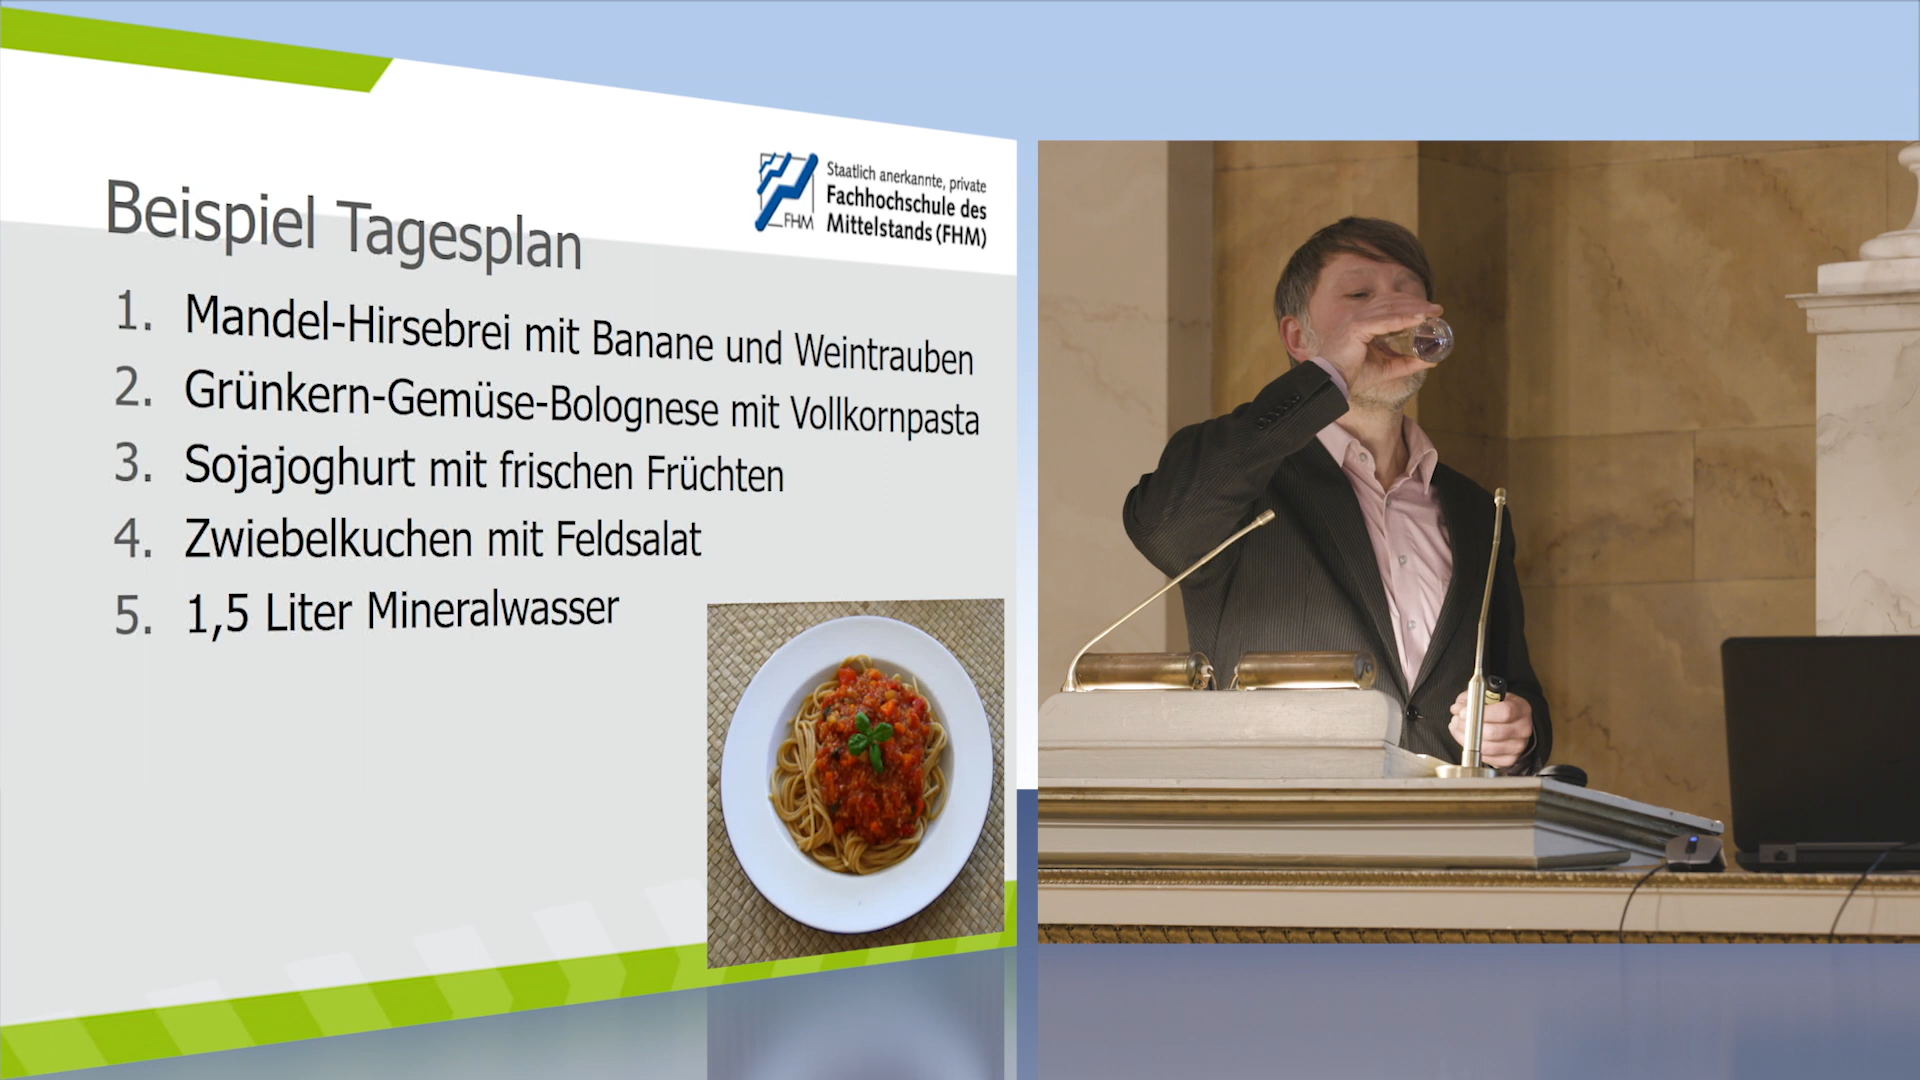 Staatlich anerkannte, private
Fachhochschule des
Mittelstands (FHM)
FHM
Beispiel Tagesplan
1. Mandel-Hirsebrei mit Banane und Weintrauben
2. Grünkern-Gemüse-Bolognese mit Vollkornpasta
3. Sojajoghurt mit frischen Früchten
4. Zwiebelkuchen mit Feldsalat
5. 1,5 Liter Mineralwasser